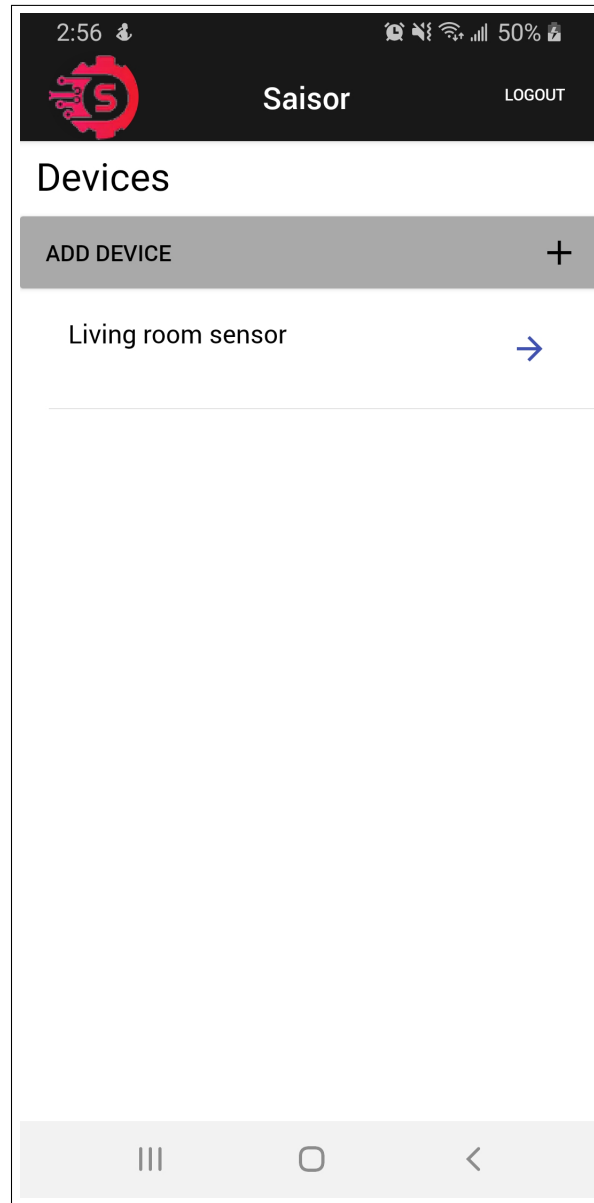 2:56 50%
S Saisor LOGOUT
Devices
ADD DEVICE +
Living room sensor